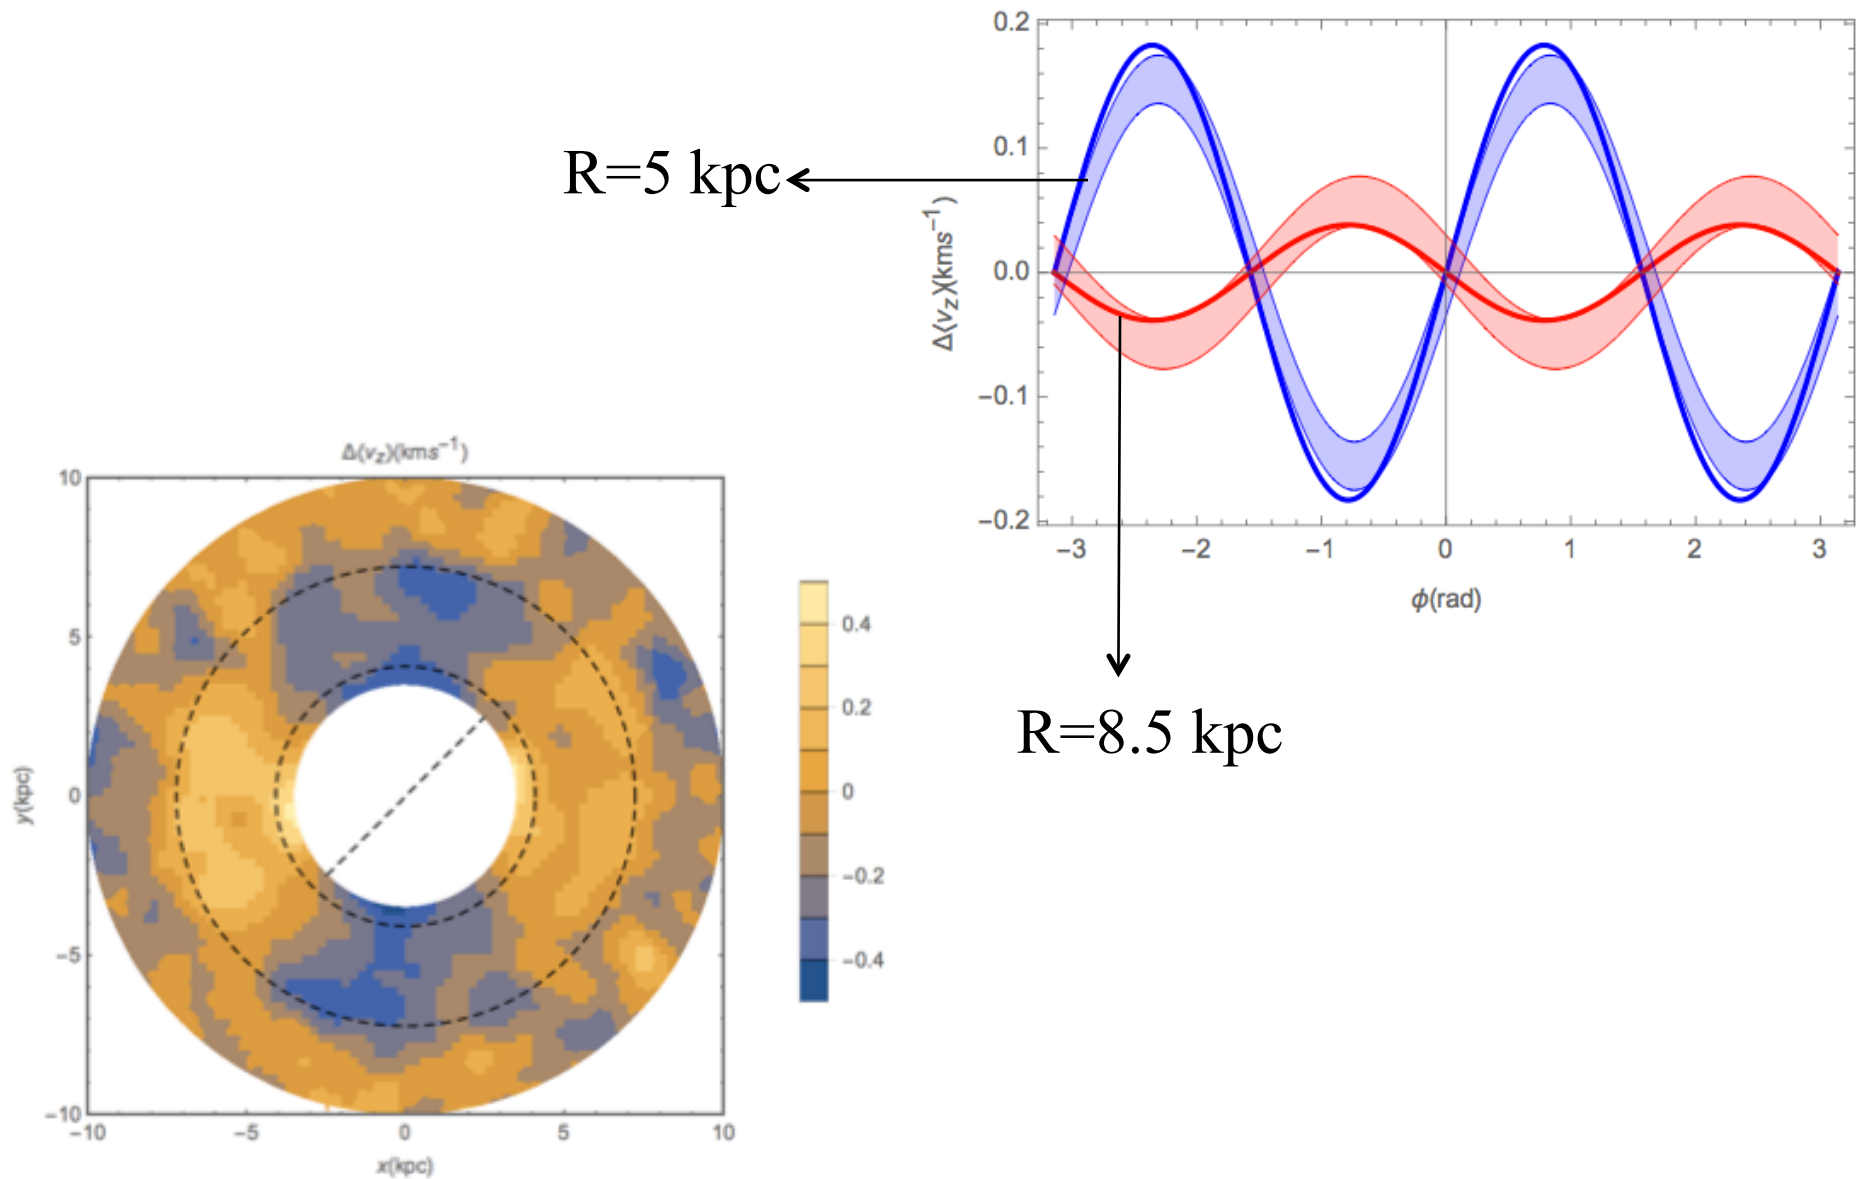 0.2
0.1
0.0
−0.1
−0.2
Δ⟨v_z⟩(kms⁻¹)
−3 −2 −1 0 1 2 3
ϕ(rad)
R=5 kpc
R=8.5 kpc
Δ⟨v_z⟩(kms⁻¹)
10
5
0
−5
−10
y(kpc)
−10 −5 0 5 10
x(kpc)
0.4
0.2
0
−0.2
−0.4